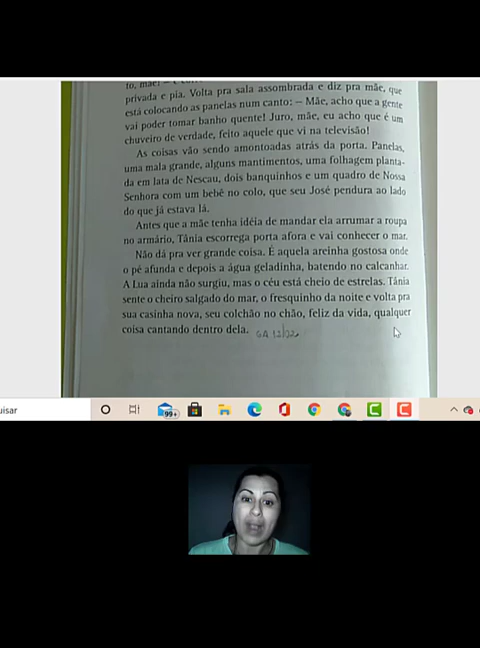 to, mãe! —
privada e pia. Volta pra sala assombrada e diz pra mãe, que
está colocando as panelas num canto: — Mãe, acho que a gente
vai poder tomar banho quente! Juro, mãe, eu acho que é um
chuveiro de verdade, feito aquele que vi na televisão!
As coisas vão sendo amontoadas atrás da porta. Panelas,
uma mala grande, alguns mantimentos, uma folhagem planta-
da em lata de Nescau, dois banquinhos e um quadro de Nossa
Senhora com um bebê no colo, que seu José pendura ao lado
do que já estava lá.
Antes que a mãe tenha idéia de mandar ela arrumar a roupa
no armário, Tânia escorrega porta afora e vai conhecer o mar.
Não dá pra ver grande coisa. É aquela areinha gostosa onde
o pé afunda e depois a água geladinha, batendo no calcanhar.
A Lua ainda não surgiu, mas o céu está cheio de estrelas. Tânia
sente o cheiro salgado do mar, o fresquinho da noite e volta pra
sua casinha nova, seu colchão no chão, feliz da vida, qualquer
coisa cantando dentro dela.
uisar
99+